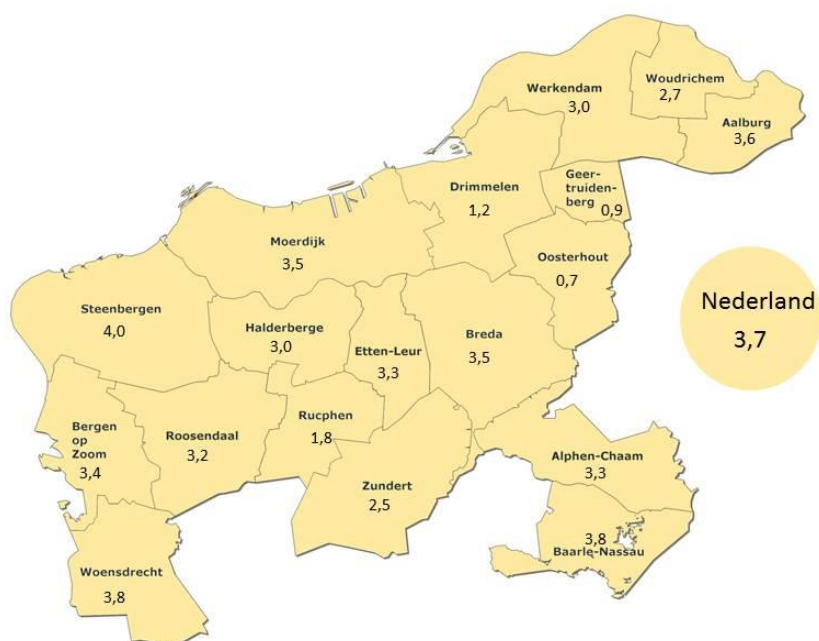 Werkendam
3,0
Woudrichem
2,7
Aalburg
3,6
Drimmelen
1,2
Geer-
truiden-
berg
0,9
Moerdijk
3,5
Oosterhout
0,7
Steenbergen
4,0
Halderberge
3,0
Etten-Leur
3,3
Breda
3,5
Nederland
3,7
Bergen
op
Zoom
3,4
Roosendaal
3,2
Rucphen
1,8
Zundert
2,5
Alphen-Chaam
3,3
3,8
Baarle-Nassau
Woensdrecht
3,8